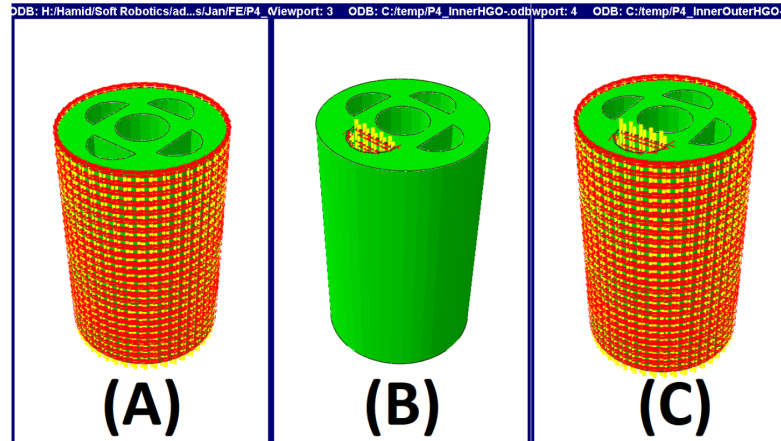 ODB: H:/Hamid/Soft Robotics/ad...s/Jan/FE/P4_
Viewport: 3 ODB: C:/temp/P4_InnerHGO-.odb
wport: 4 ODB: C:/temp/P4_InnerOuterHGO-
(A)
(B)
(C)